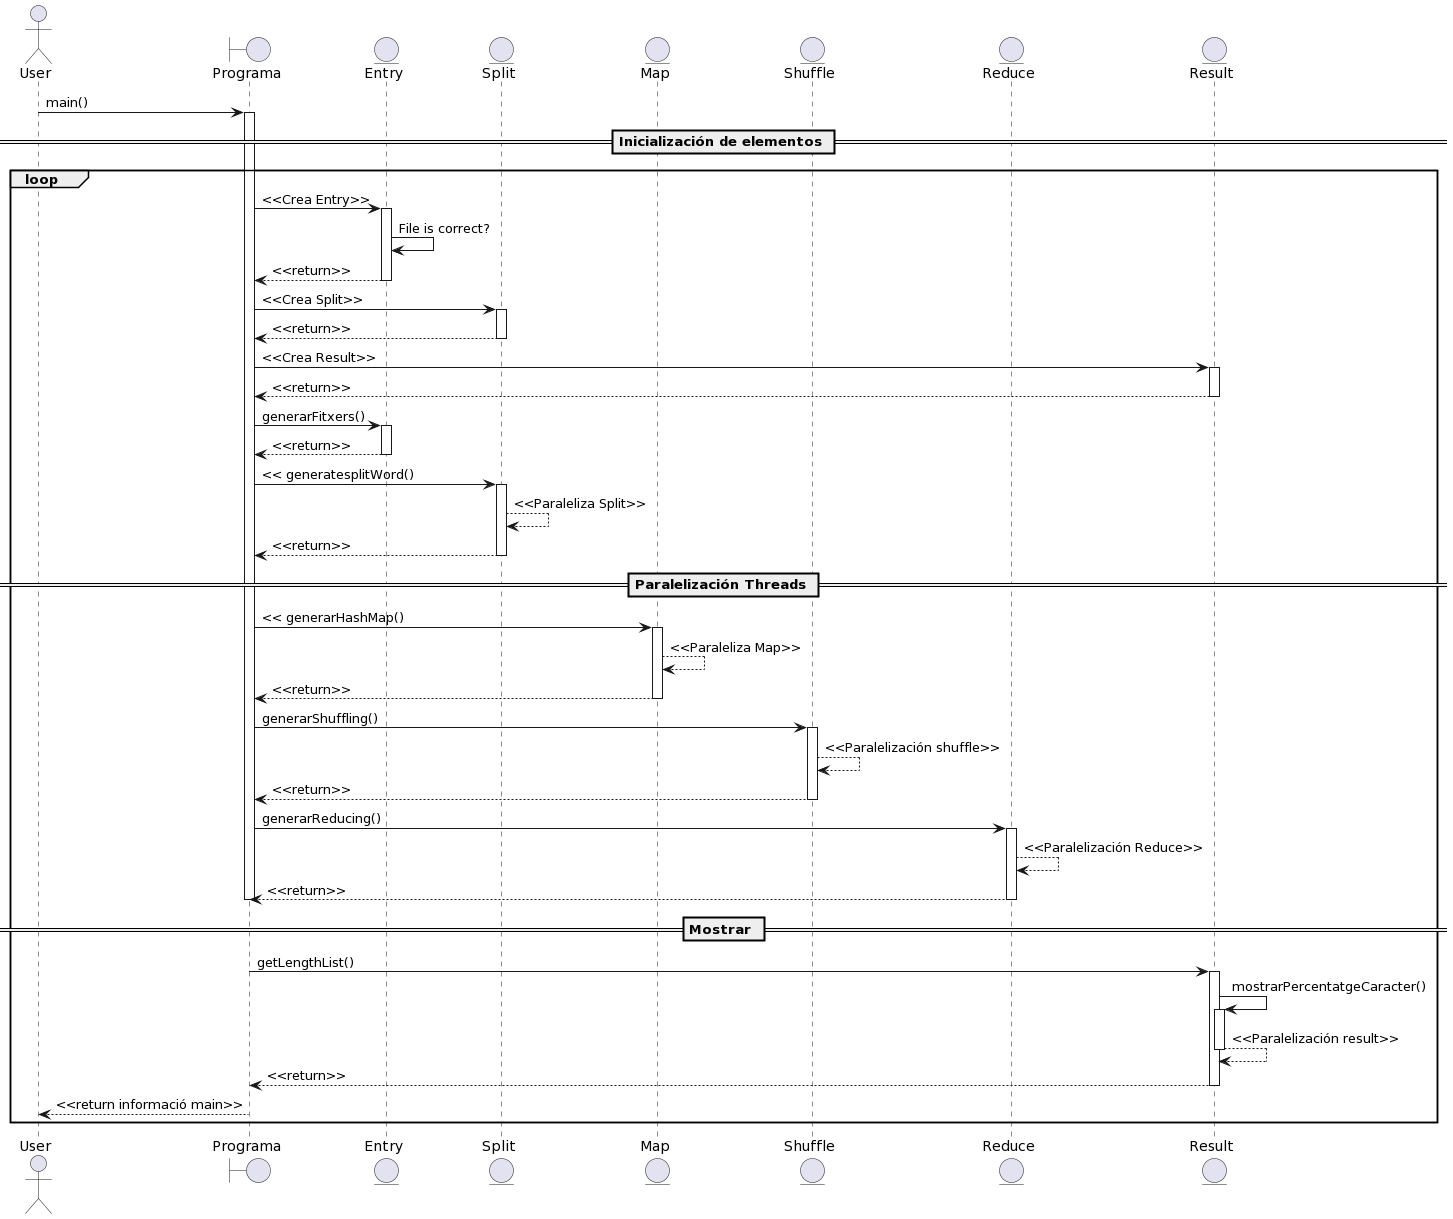 User
Programa
Entry
Split
Map
Shuffle
Reduce
Result
main()
Inicialización de elementos
loop
<<Crea Entry>>
File is correct?
<<return>>
<<Crea Split>>
<<return>>
<<Crea Result>>
<<return>>
generarFitxers()
<<return>>
<< generatesplitWord()
<<Paraleliza Split>>
<<return>>
Paralelización Threads
<< generarHashMap()
<<Paraleliza Map>>
<<return>>
generarShuffling()
<<Paralelización shuffle>>
<<return>>
generarReducing()
<<Paralelización Reduce>>
<<return>>
Mostrar
getLengthList()
mostrarPercentatgeCaracter()
<<Paralelización result>>
<<return>>
<<return informació main>>
User
Programa
Entry
Split
Map
Shuffle
Reduce
Result